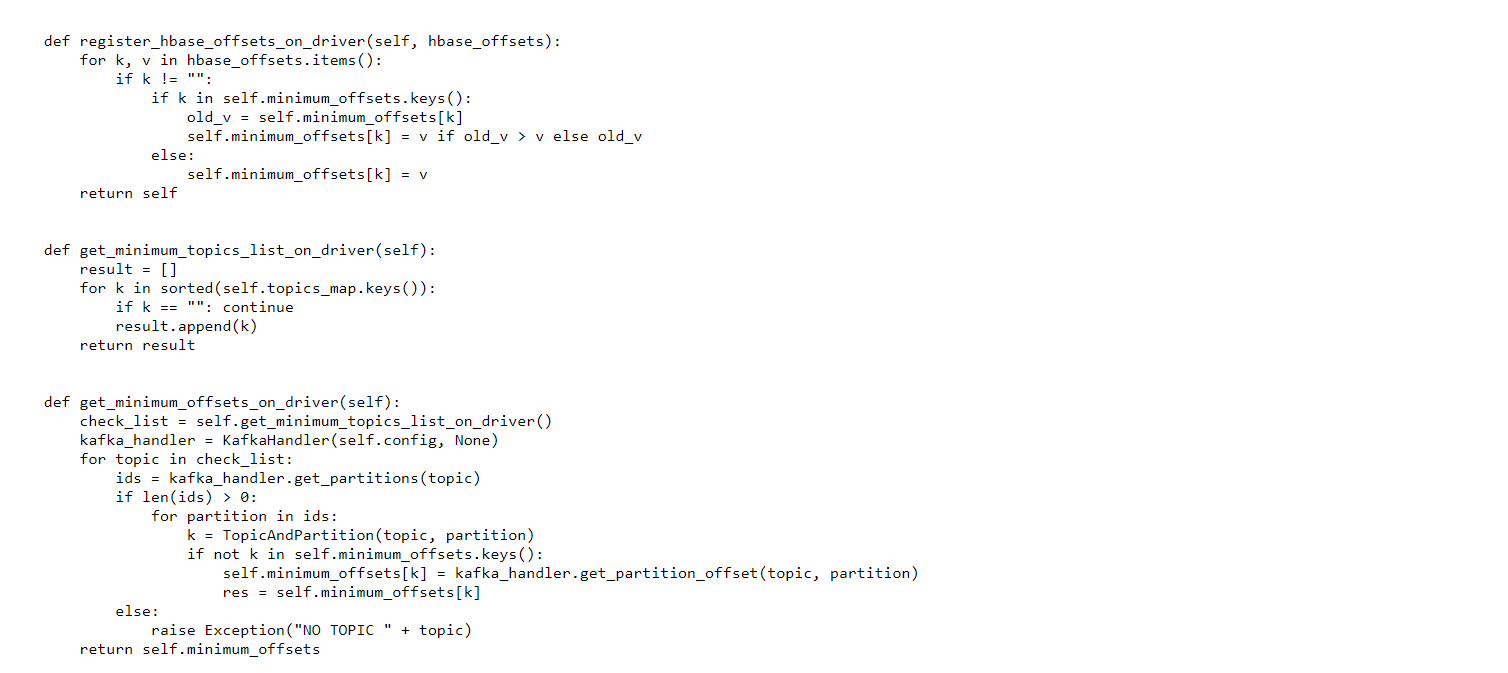 def register_hbase_offsets_on_driver(self, hbase_offsets):
    for k, v in hbase_offsets.items():
        if k != "":
            if k in self.minimum_offsets.keys():
                old_v = self.minimum_offsets[k]
                self.minimum_offsets[k] = v if old_v > v else old_v
            else:
                self.minimum_offsets[k] = v
    return self
def get_minimum_topics_list_on_driver(self):
    result = []
    for k in sorted(self.topics_map.keys()):
        if k == "": continue
        result.append(k)
    return result
def get_minimum_offsets_on_driver(self):
    check_list = self.get_minimum_topics_list_on_driver()
    kafka_handler = KafkaHandler(self.config, None)
    for topic in check_list:
        ids = kafka_handler.get_partitions(topic)
        if len(ids) > 0:
            for partition in ids:
                k = TopicAndPartition(topic, partition)
                if not k in self.minimum_offsets.keys():
                    self.minimum_offsets[k] = kafka_handler.get_partition_offset(topic, partition)
                    res = self.minimum_offsets[k]
        else:
            raise Exception("NO TOPIC " + topic)
    return self.minimum_offsets